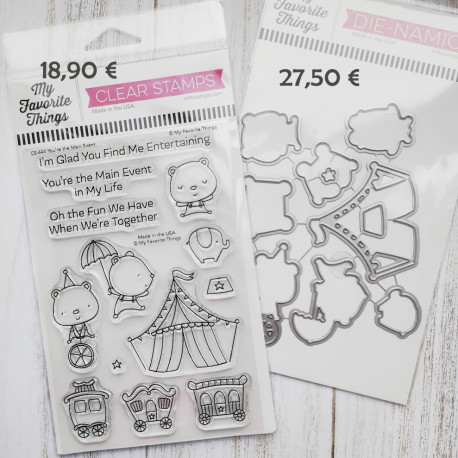 18,90 €
My
Favorite
Things
CLEAR STAMPS
Made in the USA
© My Favorite Things
CS-444 You're the Main Event
I'm Glad You Find Me Entertaining
You're the Main Event
in My Life
Oh the Fun We Have
When We're Together
Made in the USA
© My Favorite Things
Favorite
Things
DIE-NAMIC
Made in the USA
27,50 €